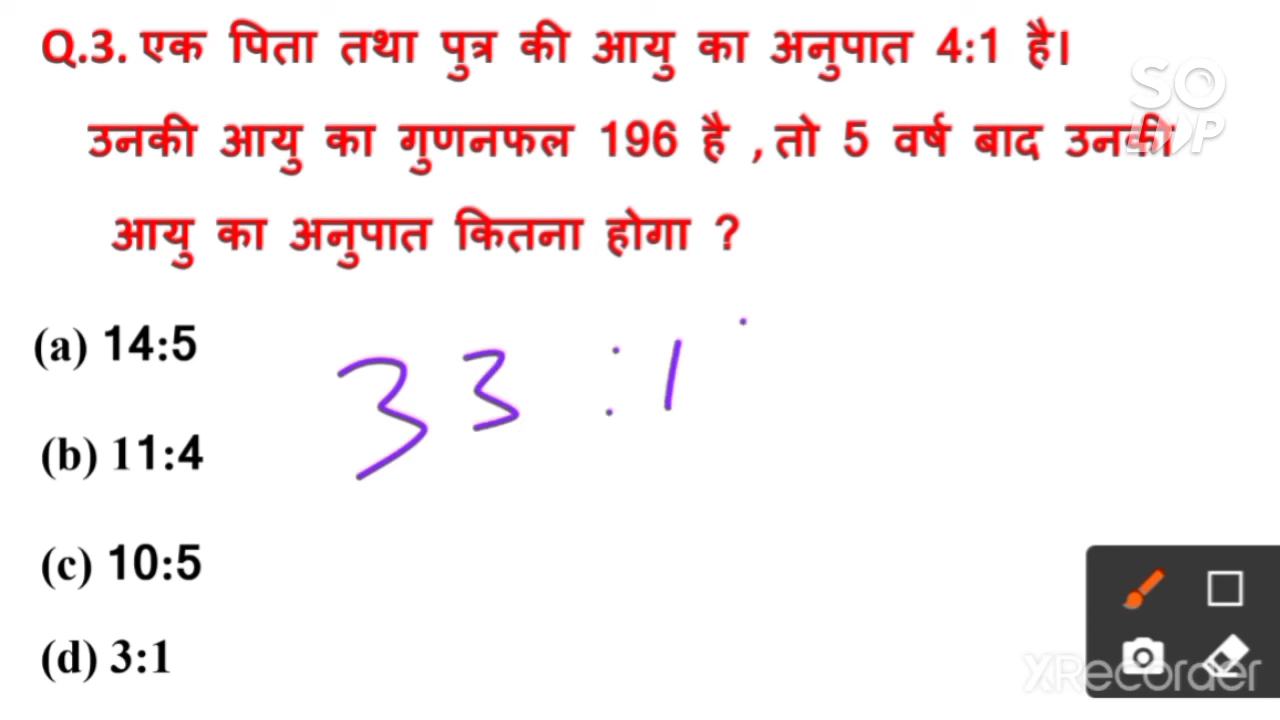 Q.3. एक पिता तथा पुत्र की आयु का अनुपात 4:1 है।
उनकी आयु का गुणनफल 196 है ,तो 5 वर्ष बाद उनकी
आयु का अनुपात कितना होगा ?
(a) 14:5
33 :1
(b) 11:4
(c) 10:5
(d) 3:1
XRecorder